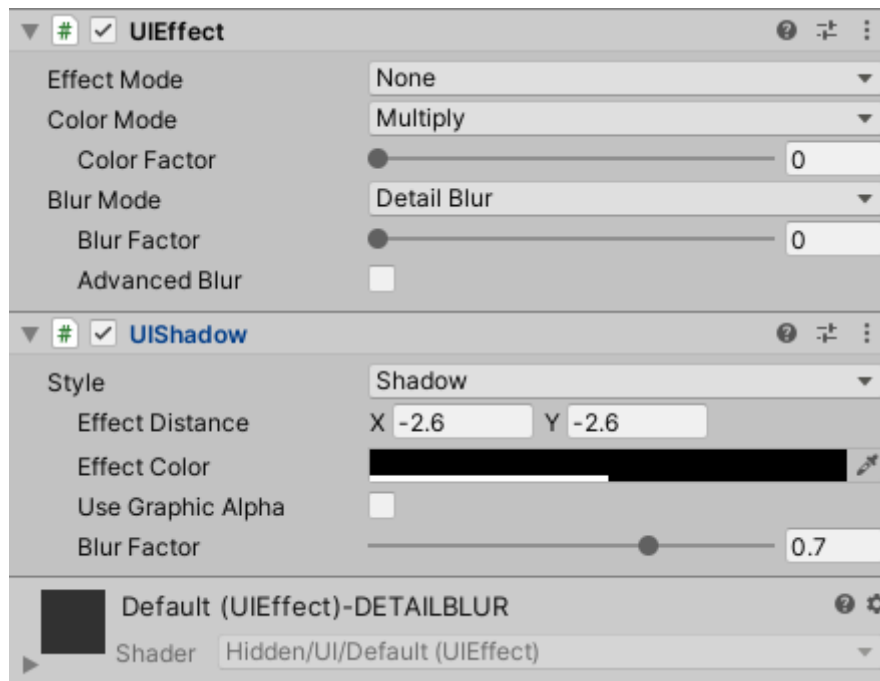 UIEffect
Effect Mode None
Color Mode Multiply
Color Factor 0
Blur Mode Detail Blur
Blur Factor 0
Advanced Blur
UIShadow
Style Shadow
Effect Distance X -2.6 Y -2.6
Effect Color
Use Graphic Alpha
Blur Factor 0.7
Default (UIEffect)-DETAILBLUR
Shader Hidden/UI/Default (UIEffect)